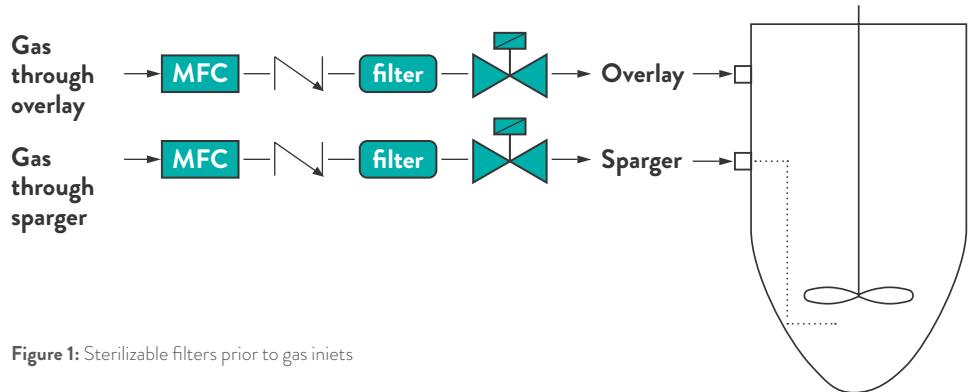 Gas
through
overlay
MFC
filter
Overlay
Gas
through
sparger
MFC
filter
Sparger
Figure 1: Sterilizable filters prior to gas iniets